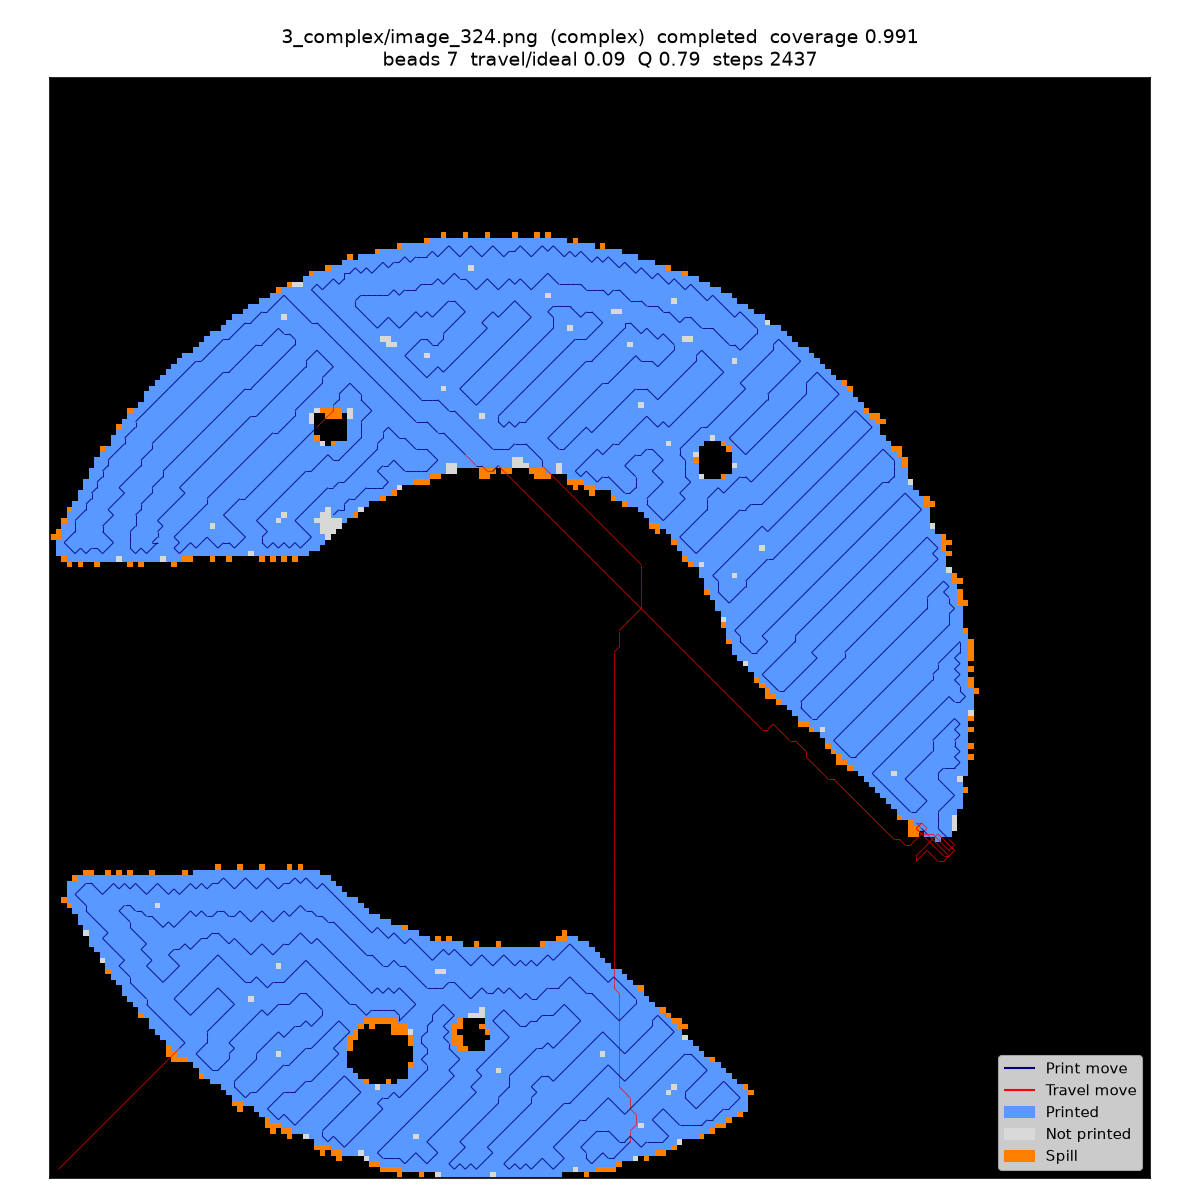 3_complex/image_324.png  (complex)  completed  coverage 0.991
beads 7  travel/ideal 0.09  Q 0.79  steps 2437
Print move
Travel move
Printed
Not printed
Spill